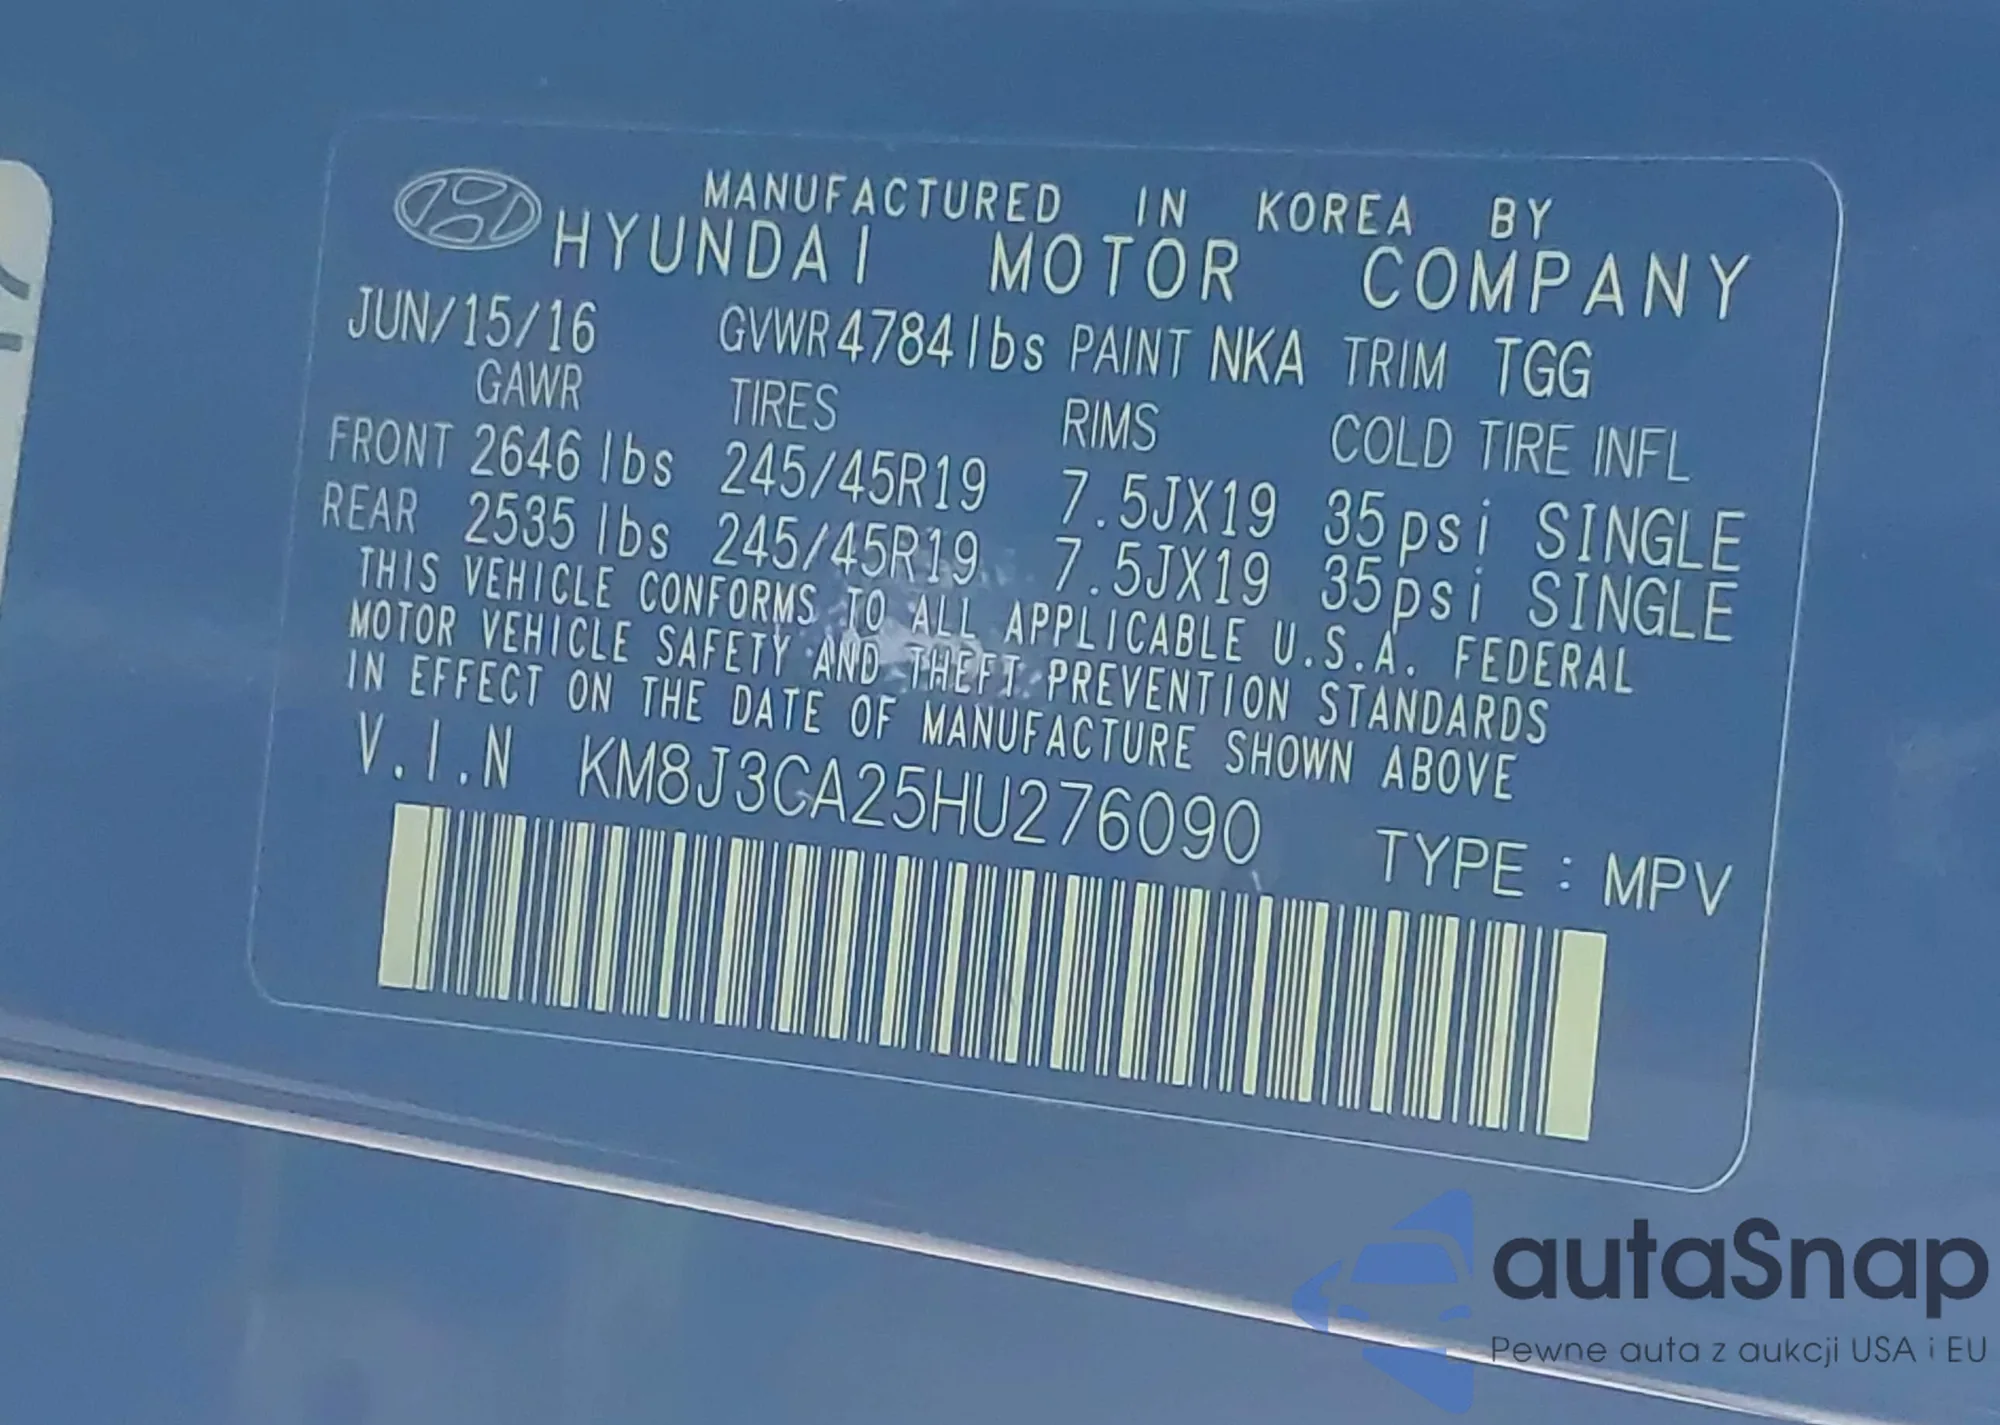 MANUFACTURED IN KOREA BY
HYUNDAI MOTOR COMPANY
JUN/15/16 GVWR 4784 lbs PAINT NKA TRIM TGG
GAWR TIRES RIMS COLD TIRE INFL
FRONT 2646 lbs 245/45R19 7.5JX19 35psi SINGLE
REAR 2535 lbs 245/45R19 7.5JX19 35psi SINGLE
THIS VEHICLE CONFORMS TO ALL APPLICABLE U.S.A. FEDERAL
MOTOR VEHICLE SAFETY AND THEFT PREVENTION STANDARDS
IN EFFECT ON THE DATE OF MANUFACTURE SHOWN ABOVE
V.I.N KM8J3CA25HU276090 TYPE : MPV
autaSnap
Pewne auta z aukcji USA i EU